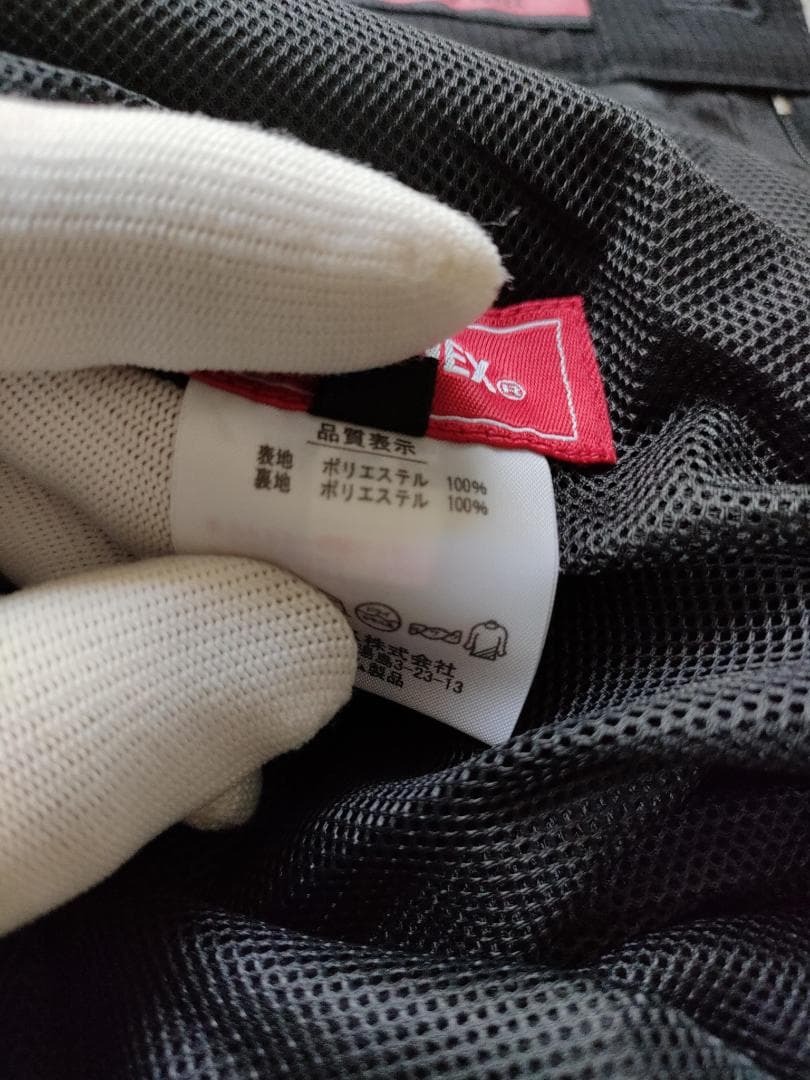 EX®
品質表示
表地 ポリエステル 100%
裏地 ポリエステル 100%
株式会社
島3-23-13
製品